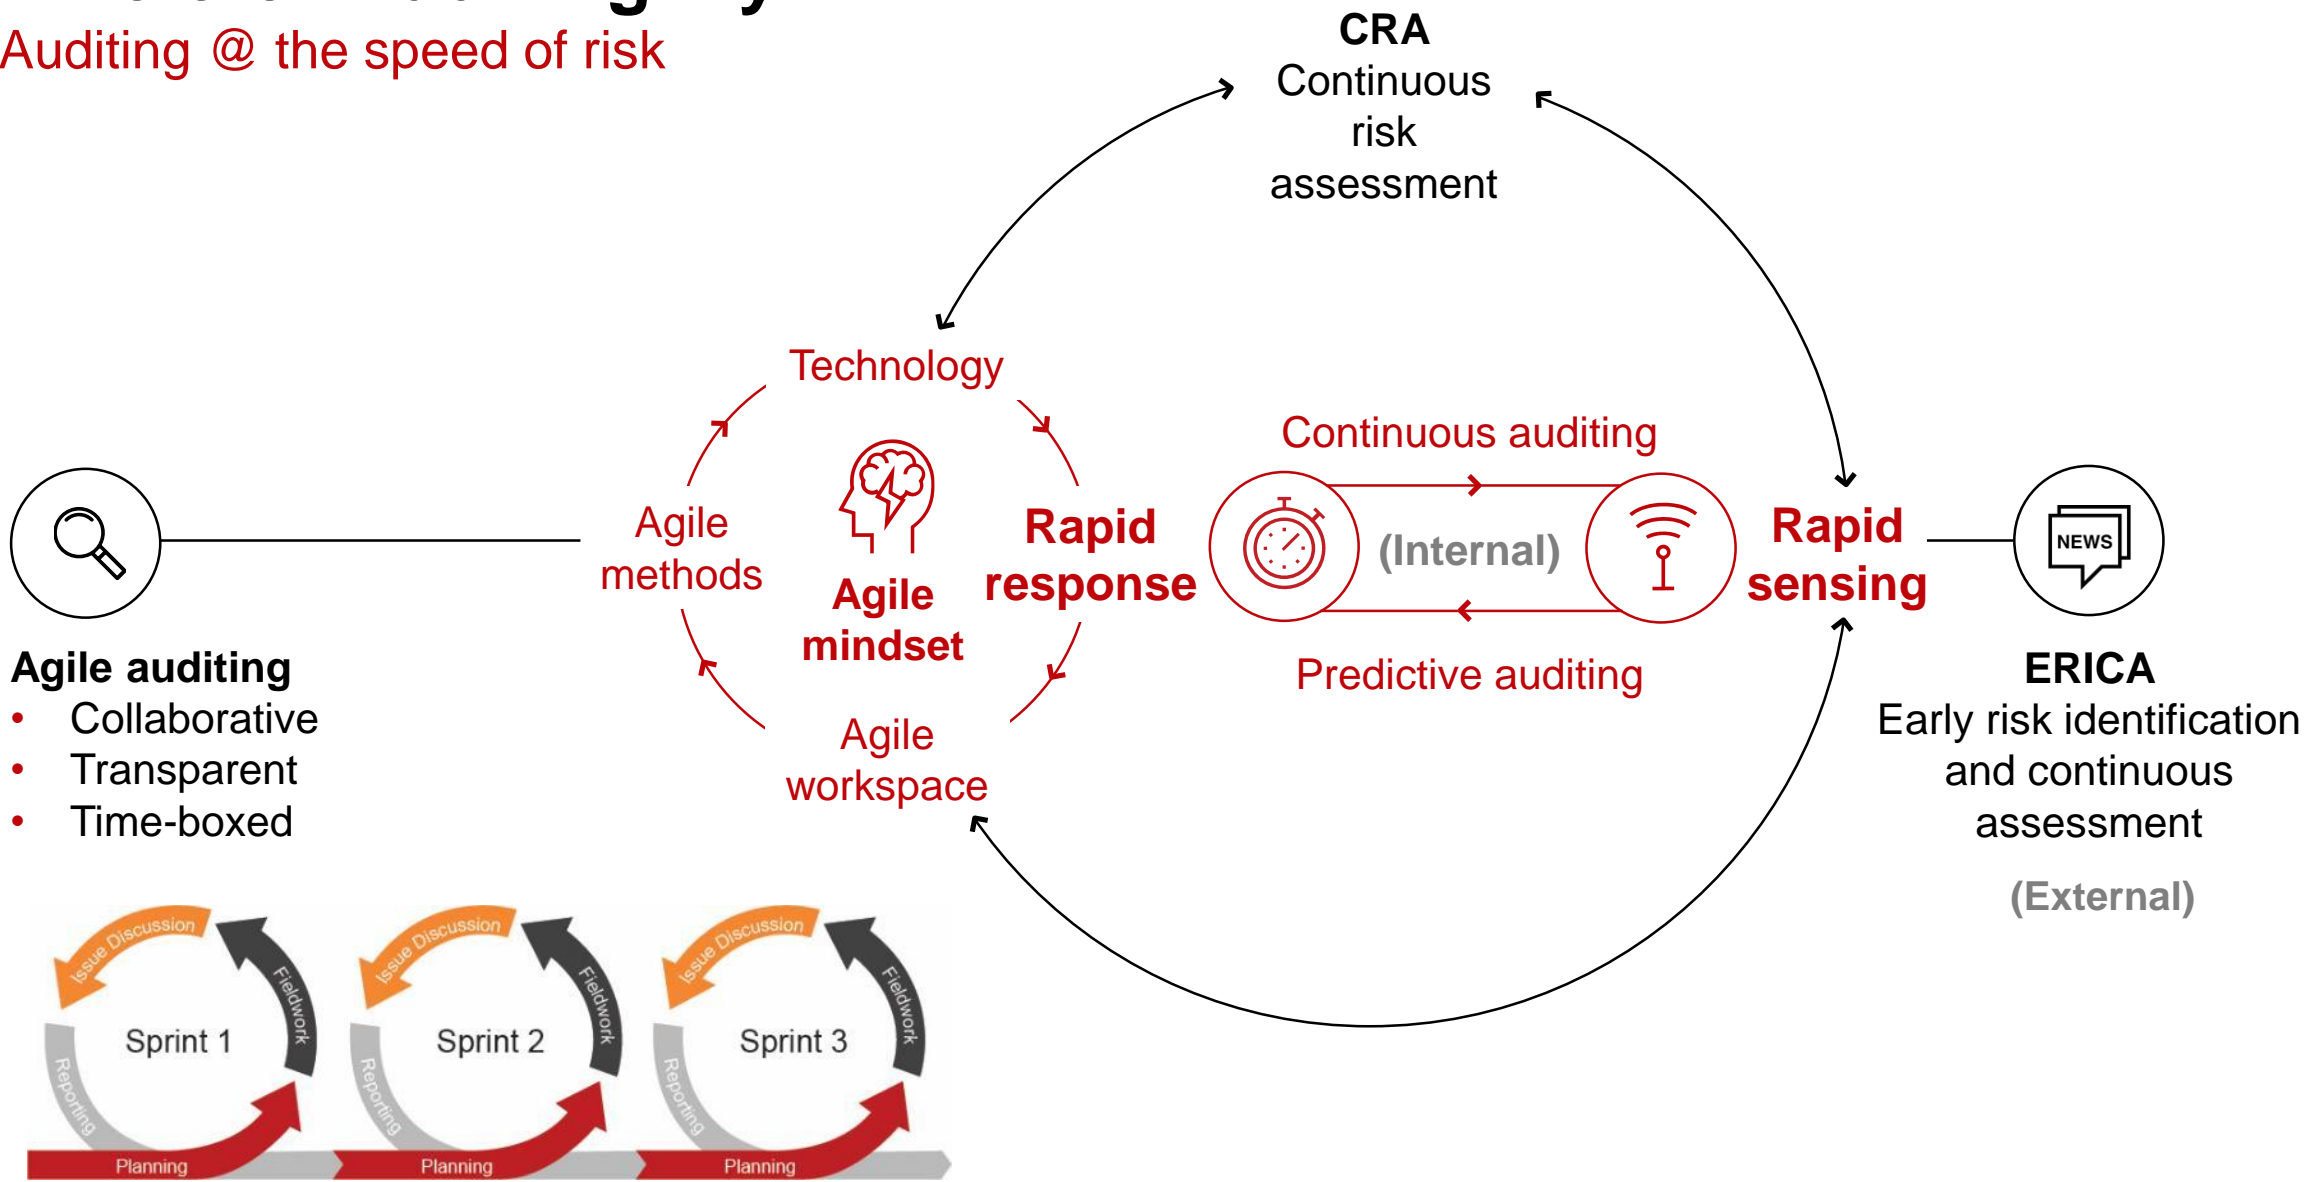 Auditing @ the speed of risk
CRA
Continuous
risk
assessment
Technology
Agile
methods
Agile
mindset
Rapid
response
Agile
workspace
Continuous auditing
(Internal)
Predictive auditing
Rapid
sensing
NEWS
ERICA
Early risk identification
and continuous
assessment
(External)
Agile auditing
• Collaborative
• Transparent
• Time-boxed
Issue Discussion
Fieldwork
Sprint 1
Reporting
Planning
Issue Discussion
Fieldwork
Sprint 2
Reporting
Planning
Issue Discussion
Fieldwork
Sprint 3
Reporting
Planning